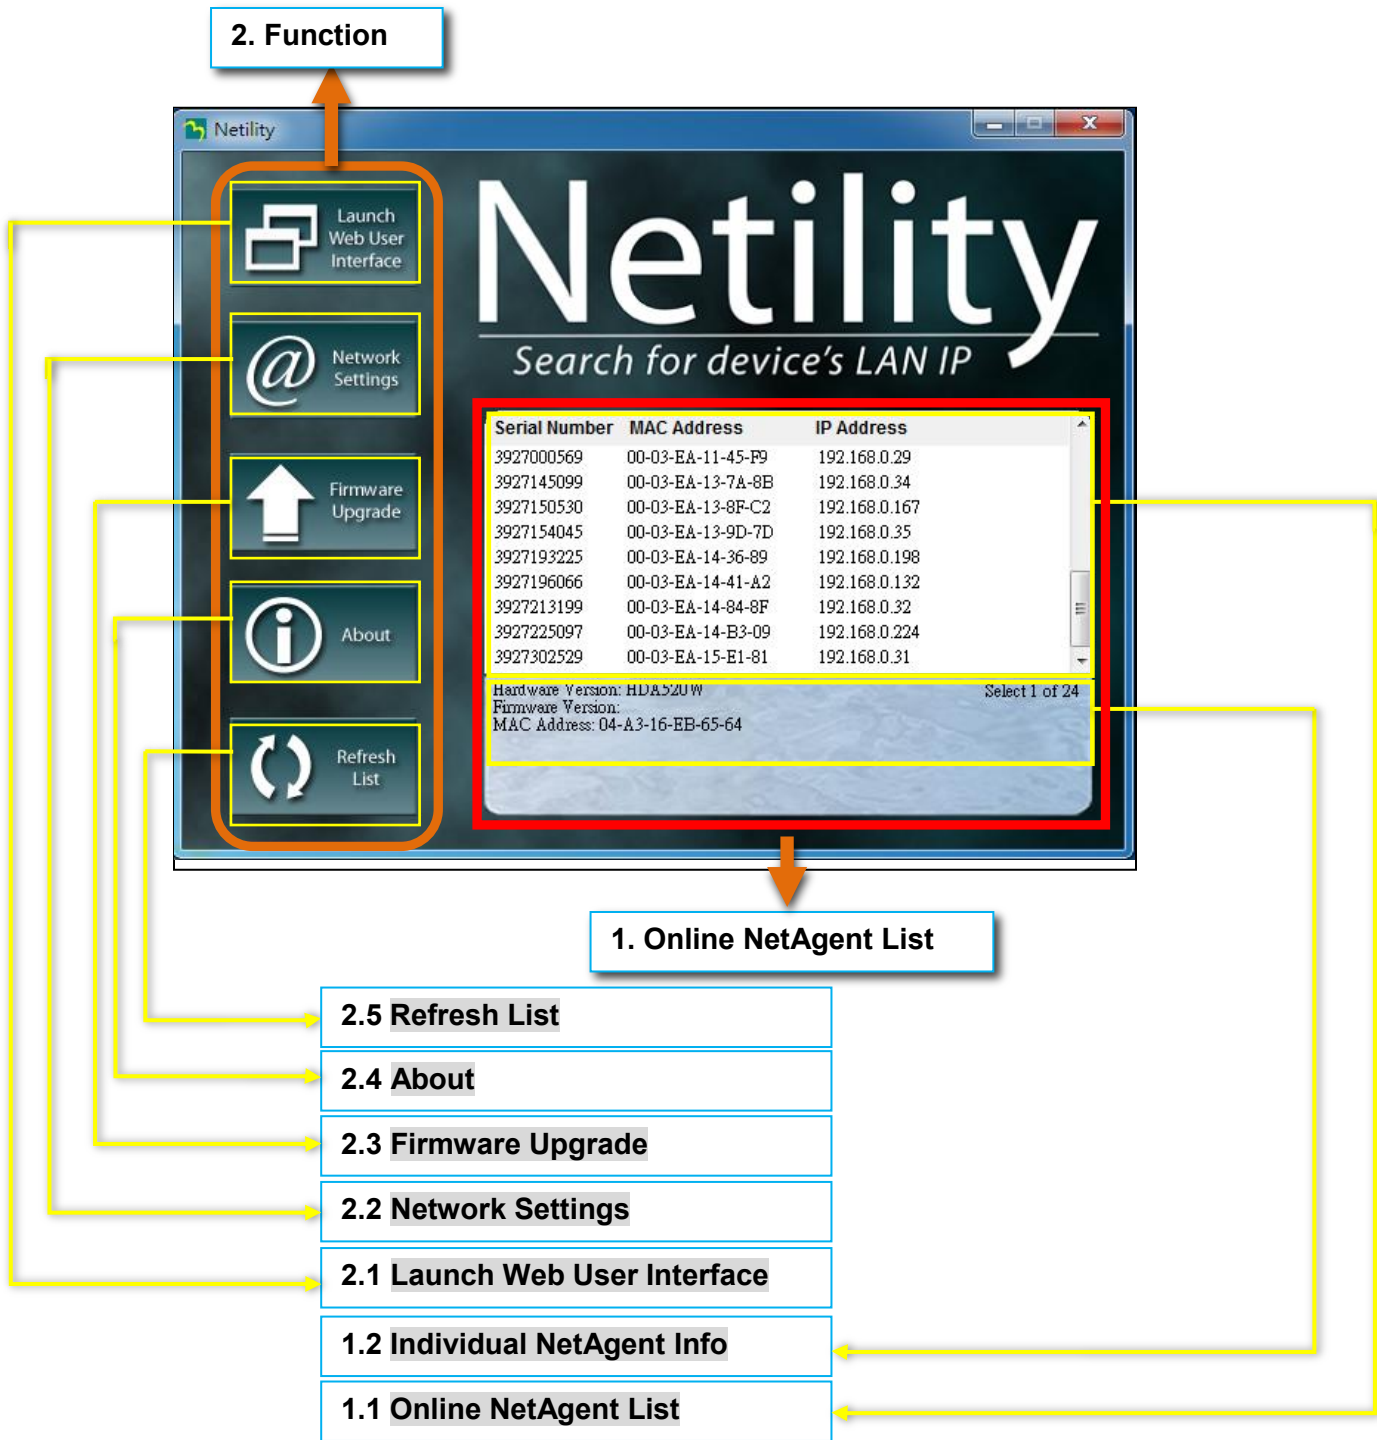 2. Function
Netility
Launch
Web User
Interface
Network
Settings
Firmware
Upgrade
About
Refresh
List
Netility
Search for device's LAN IP
Serial Number MAC Address IP Address
3927000569 00-03-EA-11-45-F9 192.168.0.29
3927145099 00-03-EA-13-7A-8B 192.168.0.34
3927150530 00-03-EA-13-8F-C2 192.168.0.167
3927154045 00-03-EA-13-9D-7D 192.168.0.35
3927193225 00-03-EA-14-36-89 192.168.0.198
3927196066 00-03-EA-14-41-A2 192.168.0.132
3927213199 00-03-EA-14-84-8F 192.168.0.32
3927225097 00-03-EA-14-B3-09 192.168.0.224
3927302529 00-03-EA-15-E1-81 192.168.0.31
Hardware Version: HDA520W Select 1 of 24
Firmware Version:
MAC Address: 04-A3-16-EB-65-64
1. Online NetAgent List
2.5 Refresh List
2.4 About
2.3 Firmware Upgrade
2.2 Network Settings
2.1 Launch Web User Interface
1.2 Individual NetAgent Info
1.1 Online NetAgent List